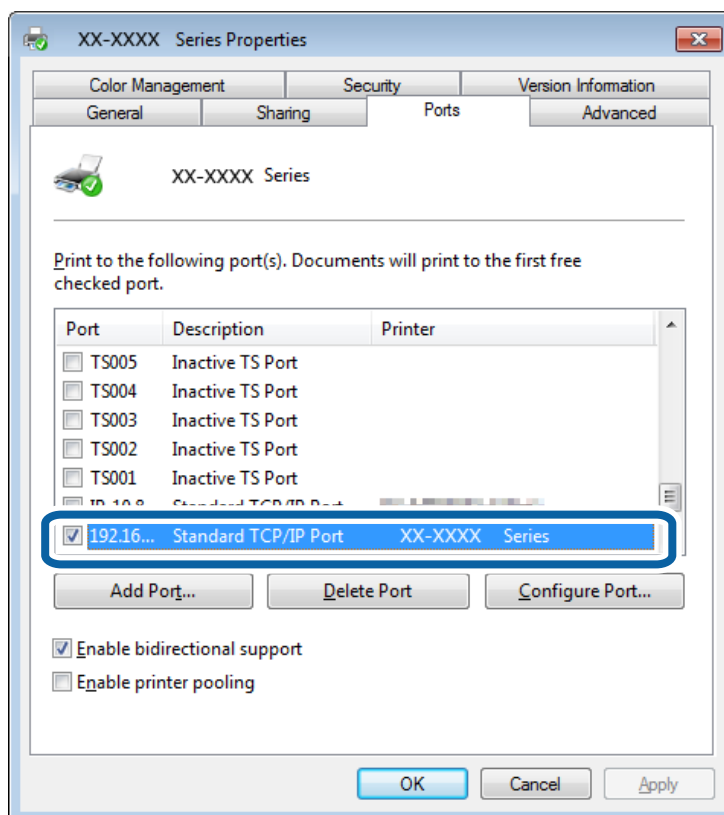 XX-XXXX Series Properties
Color Management Security Version Information
General Sharing Ports Advanced
XX-XXXX Series
Print to the following port(s). Documents will print to the first free
checked port.
Port Description Printer
TS005 Inactive TS Port
TS004 Inactive TS Port
TS003 Inactive TS Port
TS002 Inactive TS Port
TS001 Inactive TS Port
Standard TCP/IP Port
192.16... Standard TCP/IP Port XX-XXXX Series
Add Port... Delete Port Configure Port...
Enable bidirectional support
Enable printer pooling
OK Cancel Apply